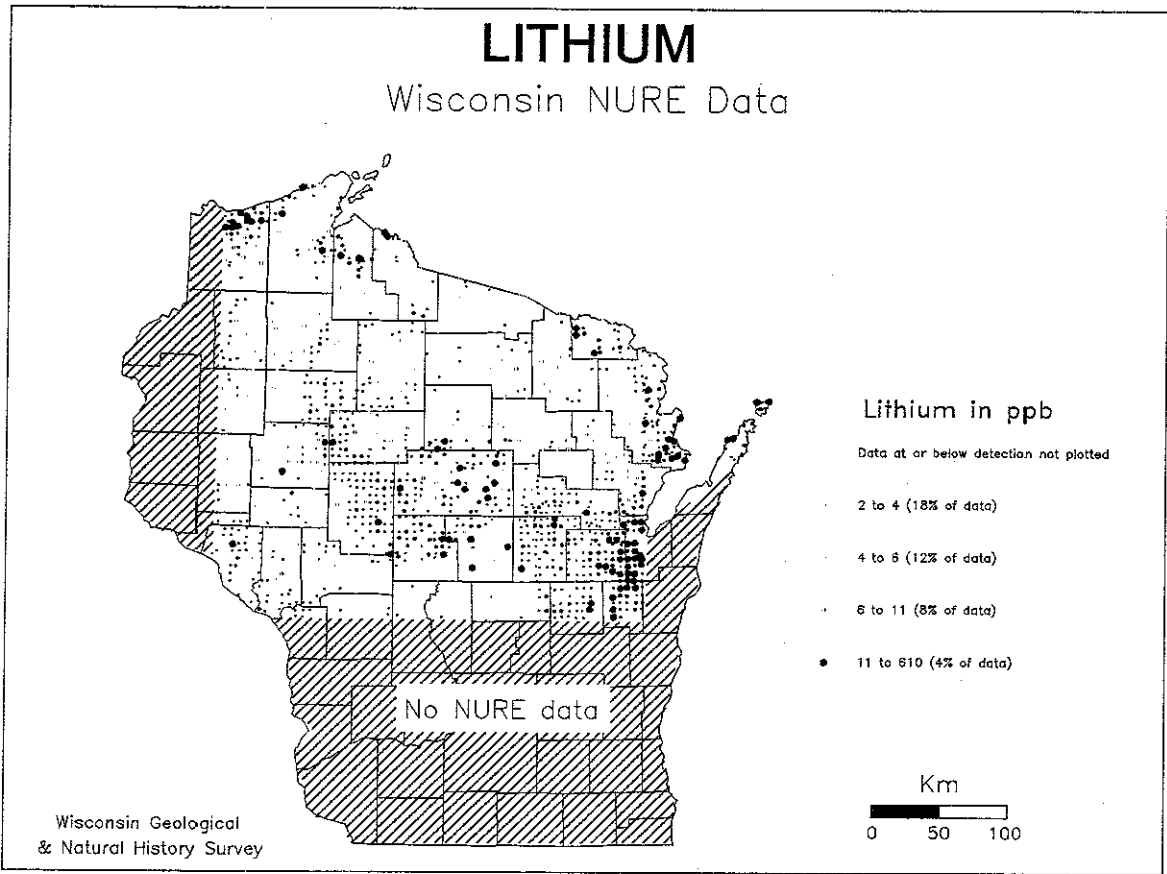 LITHIUM
Wisconsin NURE Data
Lithium in ppb
Data at or below detection not plotted
2 to 4 (18% of data)
4 to 6 (12% of data)
6 to 11 (8% of data)
11 to 610 (4% of data)
No NURE data
Km
0 50 100
Wisconsin Geological
& Natural History Survey